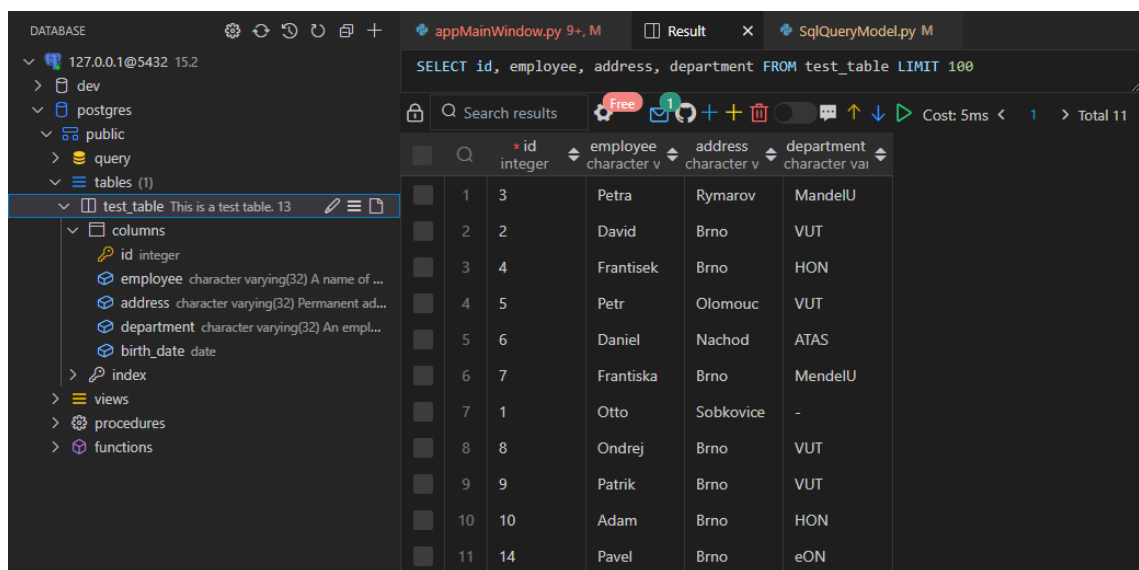 DATABASE
127.0.0.1@5432 15.2
dev
postgres
public
query
tables (1)
test_table This is a test table. 13
columns
id integer
employee character varying(32) A name of ...
address character varying(32) Permanent ad...
department character varying(32) An empl...
birth_date date
index
views
procedures
functions
appMainWindow.py 9+, M
Result
SqlQueryModel.py M
SELECT id, employee, address, department FROM test_table LIMIT 100
Search results
Free
1
Cost: 5ms
1
Total 11
* id employee address department
integer character v character v character vai
1 3 Petra Rymarov MandelU
2 2 David Brno VUT
3 4 Frantisek Brno HON
4 5 Petr Olomouc VUT
5 6 Daniel Nachod ATAS
6 7 Frantiska Brno MendelU
7 1 Otto Sobkovice -
8 8 Ondrej Brno VUT
9 9 Patrik Brno VUT
10 10 Adam Brno HON
11 14 Pavel Brno eON